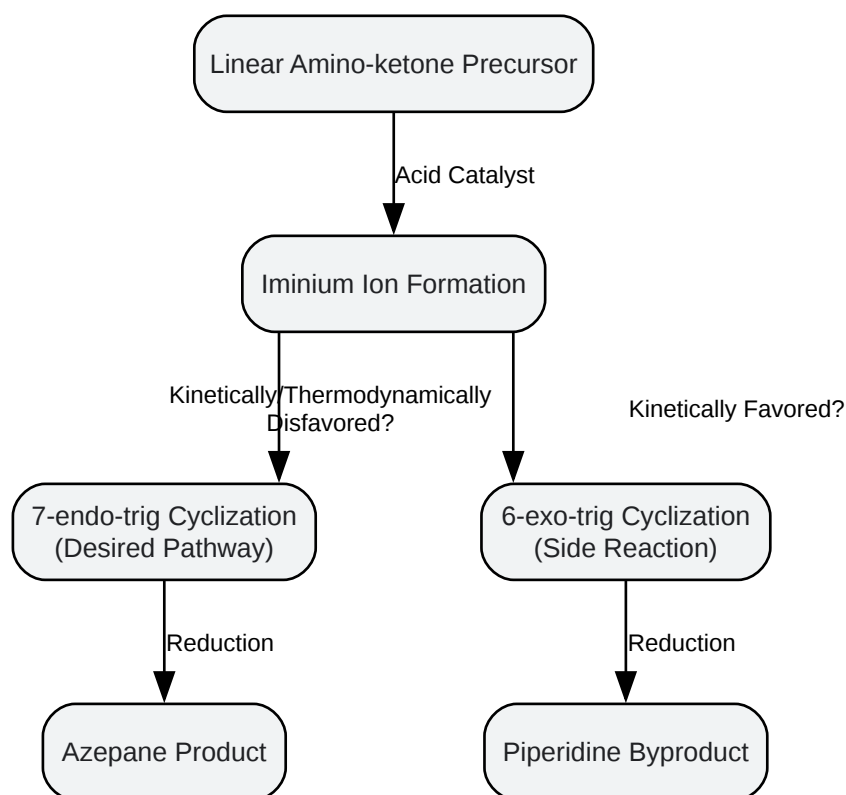 Linear Amino-ketone Precursor
Acid Catalyst
Iminium Ion Formation
Kinetically/Thermodynamically
Disfavored?
Kinetically Favored?
7-endo-trig Cyclization
(Desired Pathway)
6-exo-trig Cyclization
(Side Reaction)
Reduction
Reduction
Azepane Product
Piperidine Byproduct